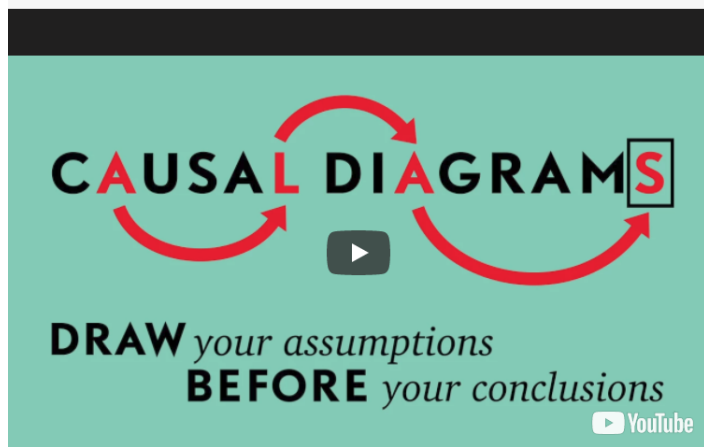 CAUSAL DIAGRAMS
DRAW your assumptions
BEFORE your conclusions
YouTube